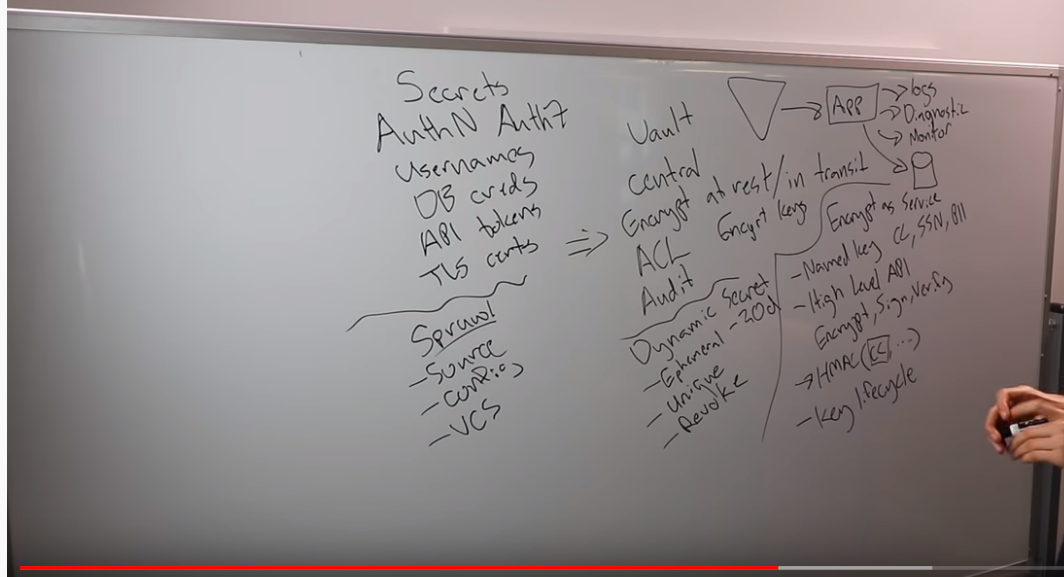 Secrets
AuthN AuthZ
Usernames
DB creds
API tokens
TLS certs
Sprawl
- Source
- Config
- VCS
Vault
Central
Encrypt at rest/in transit
Encrypt keys
ACL
Audit
Dynamic Secret
- Ephemeral - 20d
- Unique
- Revoke
APP
logs
Diagnostic
Monitor
Encrypt as Service
- Named key CC, SSN, PII
- High Level API
Encrypt, Sign, Verify
HMAC (CC, ...)
- Key lifecycle